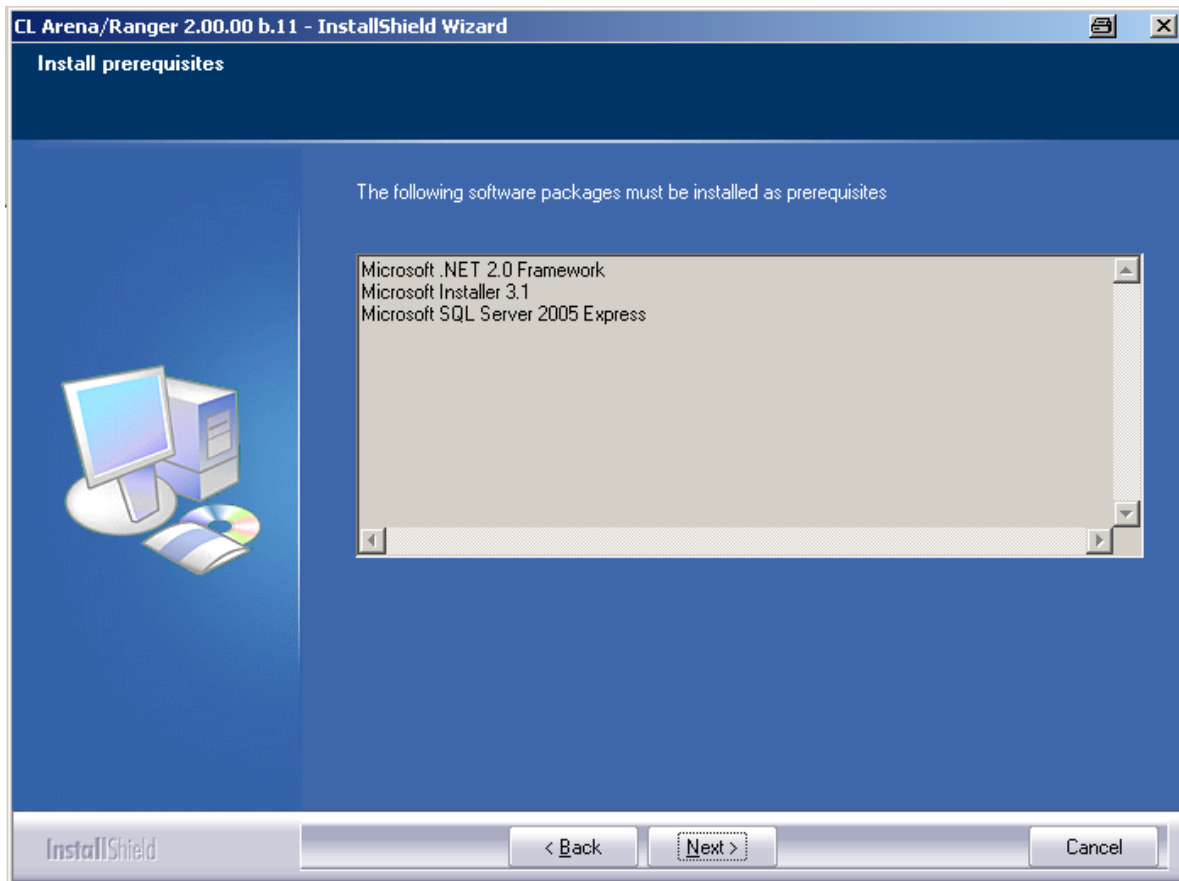 CL Arena/Ranger 2.00.00 b.11 - InstallShield Wizard
Install prerequisites
The following software packages must be installed as prerequisites
Microsoft .NET 2.0 Framework
Microsoft Installer 3.1
Microsoft SQL Server 2005 Express
InstallShield
< Back
Next >
Cancel